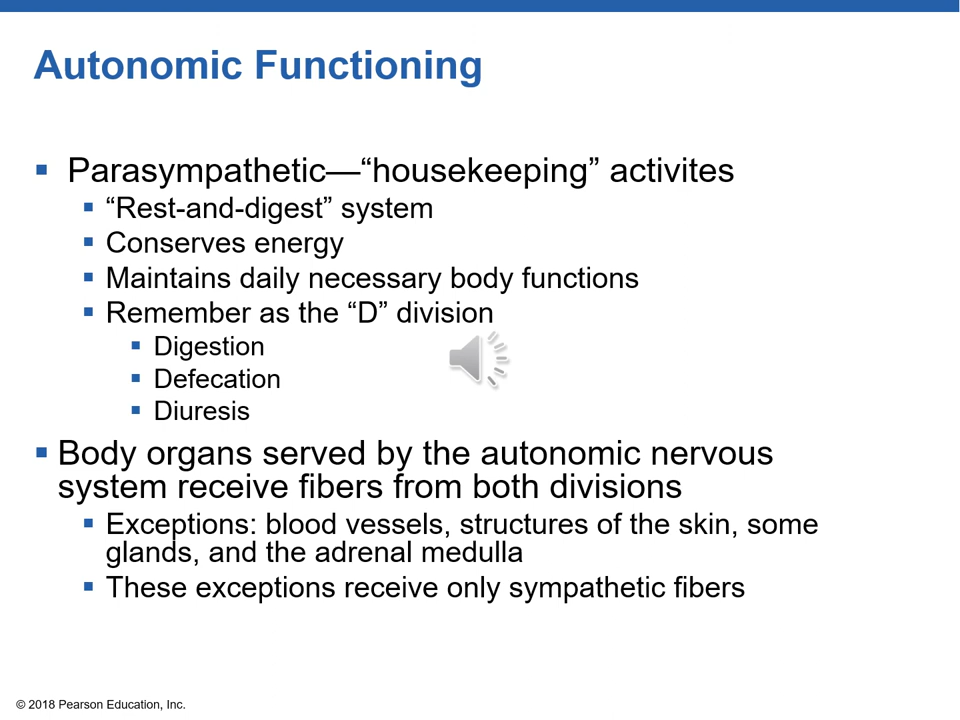 Autonomic Functioning
Parasympathetic—“housekeeping” activites
“Rest-and-digest” system
Conserves energy
Maintains daily necessary body functions
Remember as the “D” division
Digestion
Defecation
Diuresis
Body organs served by the autonomic nervous
system receive fibers from both divisions
Exceptions: blood vessels, structures of the skin, some
glands, and the adrenal medulla
These exceptions receive only sympathetic fibers
© 2018 Pearson Education, Inc.